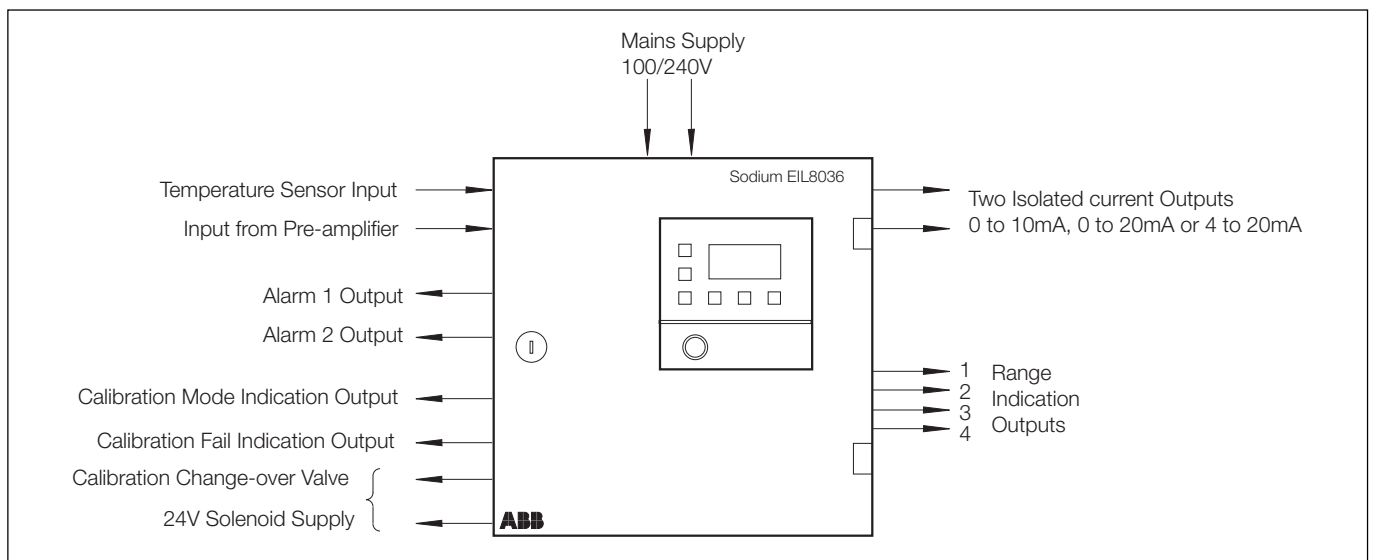 Mains Supply
100/240V
Sodium EIL8036
Temperature Sensor Input
Input from Pre-amplifier
Alarm 1 Output
Alarm 2 Output
Calibration Mode Indication Output
Calibration Fail Indication Output
Calibration Change-over Valve
24V Solenoid Supply
ABB
Two Isolated current Outputs
0 to 10mA, 0 to 20mA or 4 to 20mA
1 Range
2 Indication
3 Outputs
4